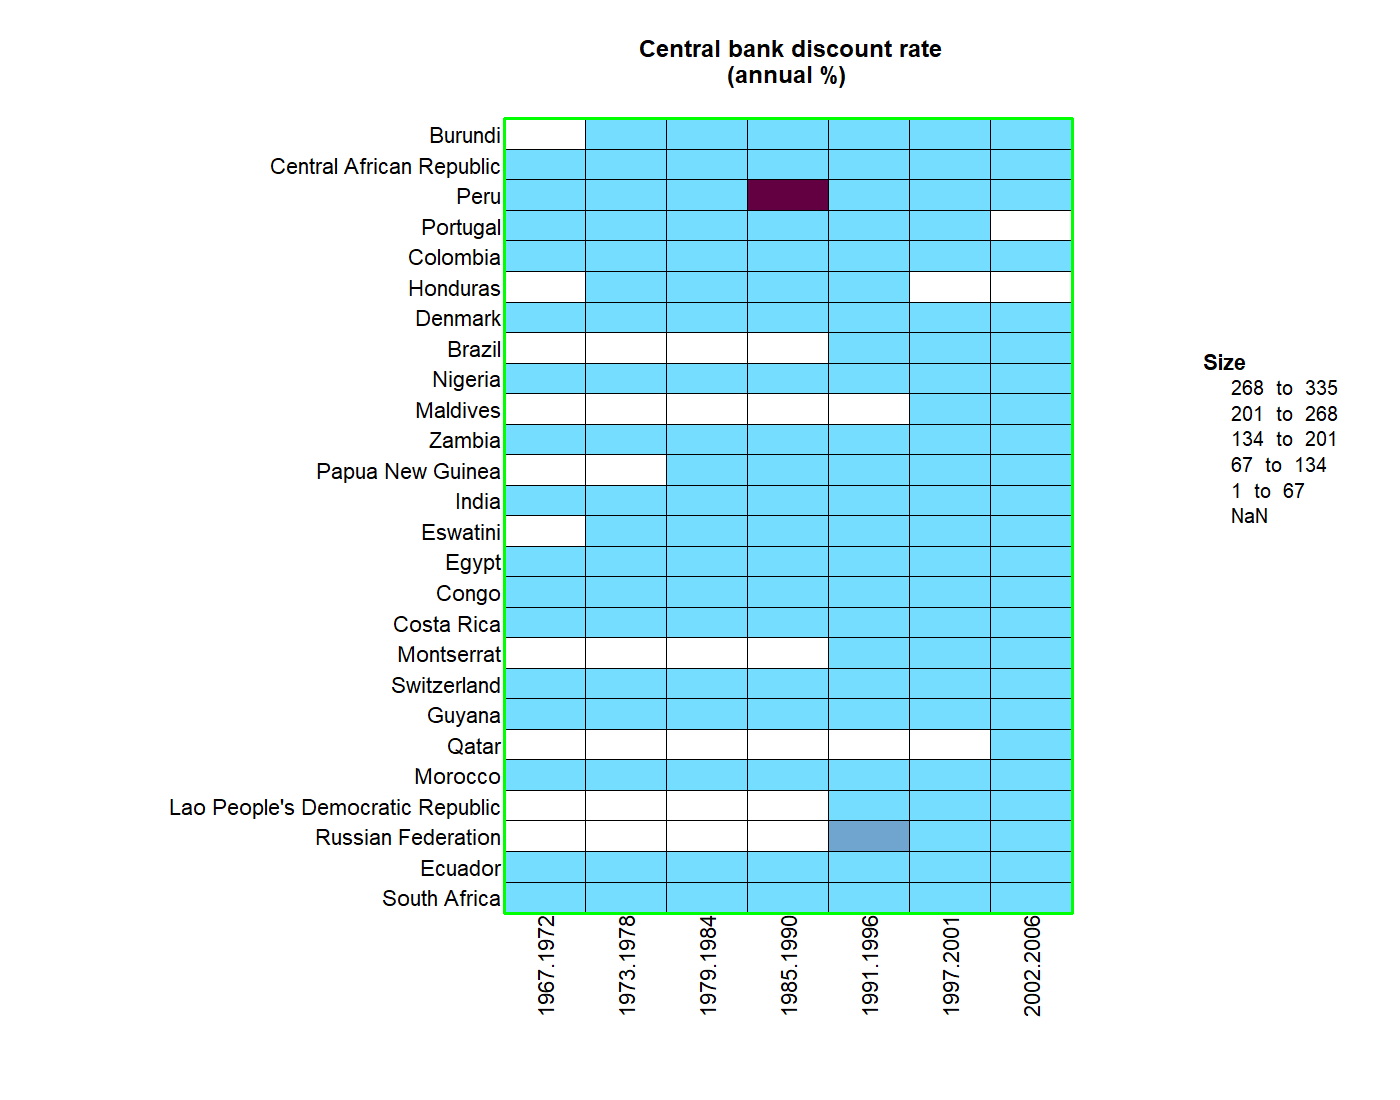 Central bank discount rate
(annual %)
Burundi
Central African Republic
Peru
Portugal
Colombia
Honduras
Denmark
Brazil
Nigeria
Maldives
Zambia
Papua New Guinea
India
Eswatini
Egypt
Congo
Costa Rica
Montserrat
Switzerland
Guyana
Qatar
Morocco
Lao People's Democratic Republic
Russian Federation
Ecuador
South Africa
1967.1972
1973.1978
1979.1984
1985.1990
1991.1996
1997.2001
2002.2006
Size
268 to 335
201 to 268
134 to 201
67 to 134
1 to 67
NaN